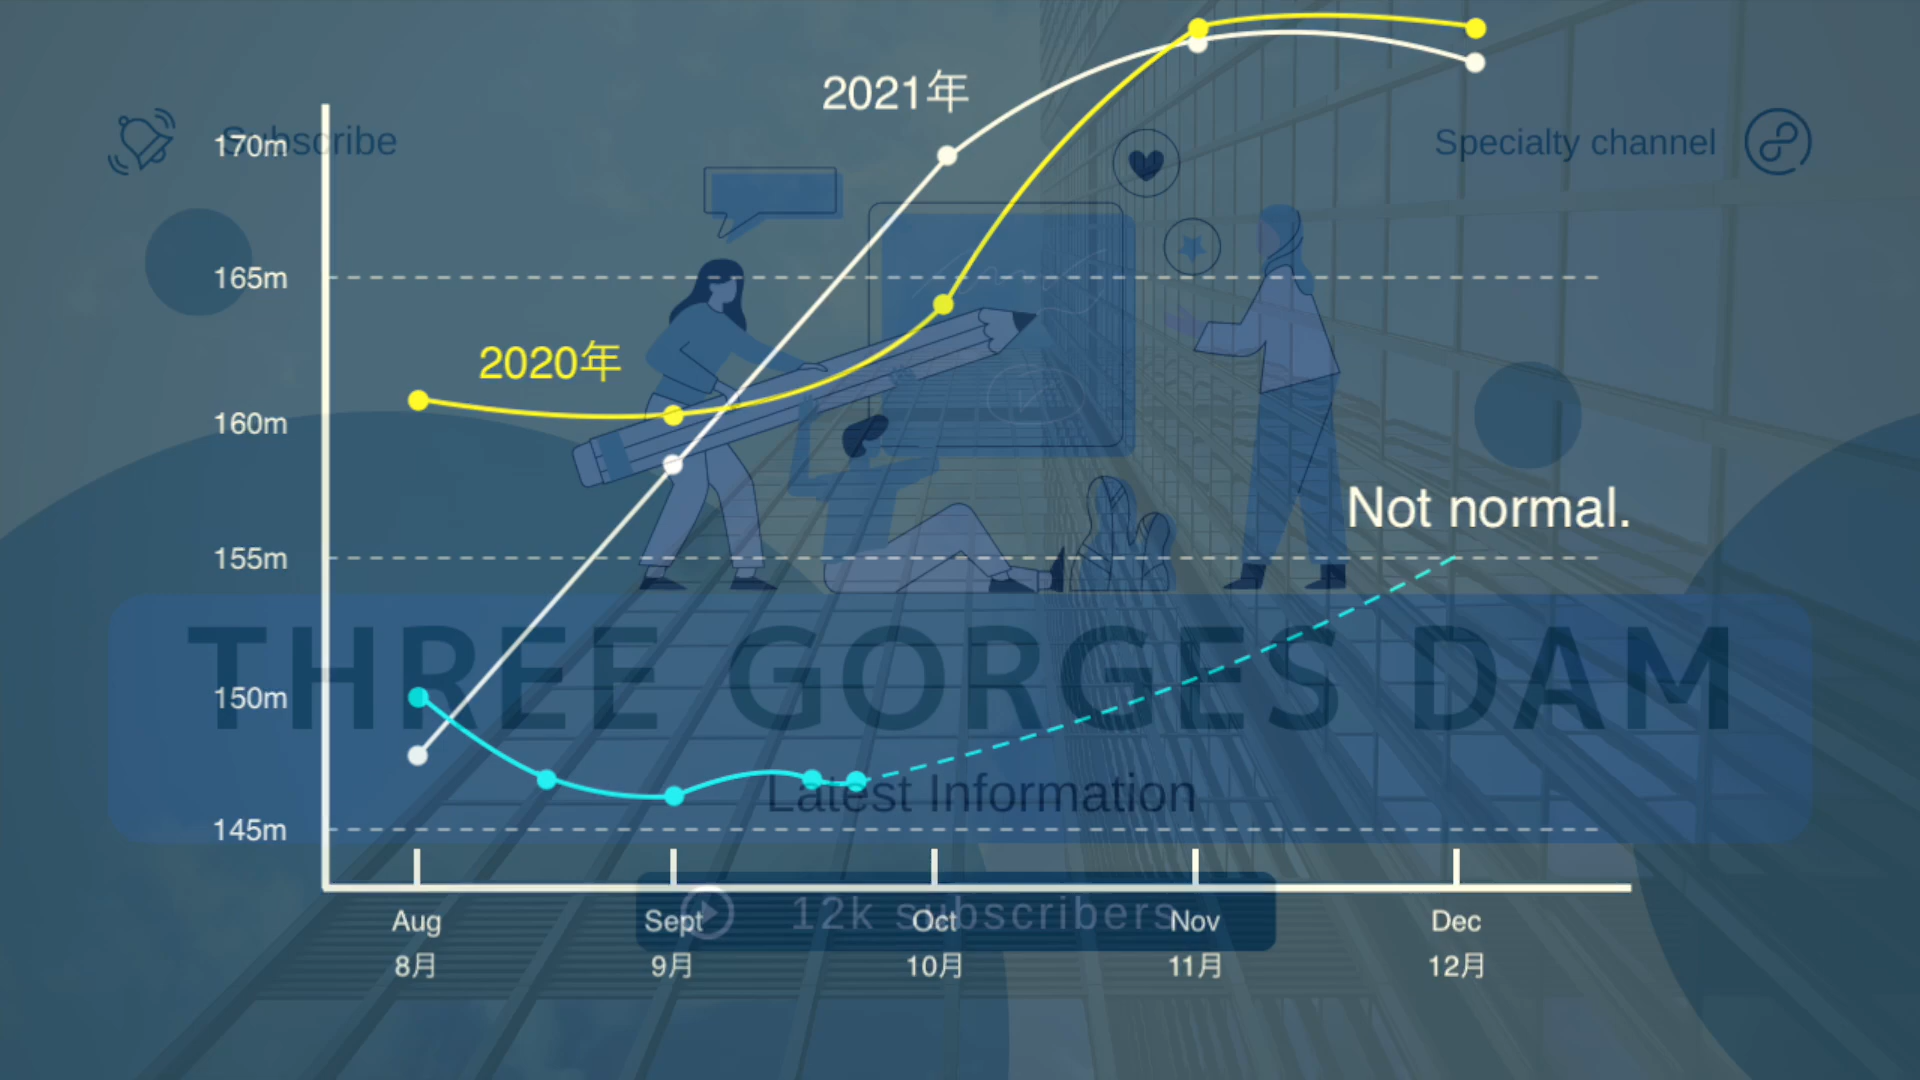 2021年
Subscribe
Specialty channel
170m
165m
2020年
160m
Not normal.
155m
THREE GORGES DAM
150m
Latest Information
145m
12k subscribers
Aug Sept Oct Nov Dec
8月 9月 10月 11月 12月